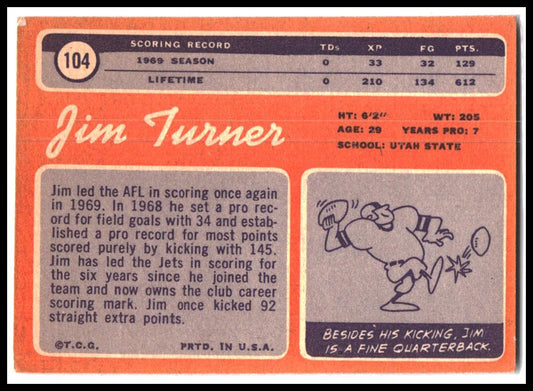 104
SCORING RECORD TDs XP FG PTS.
1969 SEASON 0 33 32 129
LIFETIME 0 210 134 612
Jim Turner
HT: 6'2" WT: 205
AGE: 29 YEARS PRO: 7
SCHOOL: UTAH STATE
Jim led the AFL in scoring once again
in 1969. In 1968 he set a pro rec-
ord for field goals with 34 and estab-
lished a pro record for most points
scored purely by kicking with 145.
Jim has led the Jets in scoring for
the six years since he joined the
team and now owns the club career
scoring mark. Jim once kicked 92
straight extra points.
©T.C.G. PRTD. IN U.S.A.
BESIDES HIS KICKING, JIM
IS A FINE QUARTERBACK.